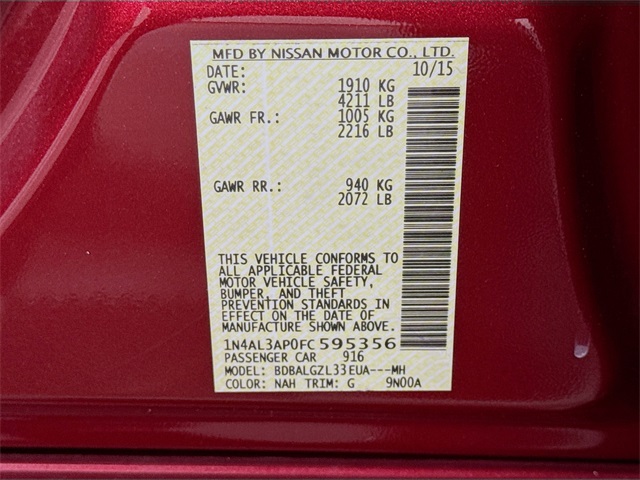 MFD BY NISSAN MOTOR CO., LTD.
DATE: 10/15
GVWR: 1910 KG
4211 LB
GAWR FR.: 1005 KG
2216 LB
GAWR RR.: 940 KG
2072 LB
THIS VEHICLE CONFORMS TO
ALL APPLICABLE FEDERAL
MOTOR VEHICLE SAFETY,
BUMPER, AND THEFT
PREVENTION STANDARDS IN
EFFECT ON THE DATE OF
MANUFACTURE SHOWN ABOVE.
1N4AL3AP0FC595356
PASSENGER CAR 916
MODEL: BDBALGZL33EUA---MH
COLOR: NAH TRIM: G 9N00A